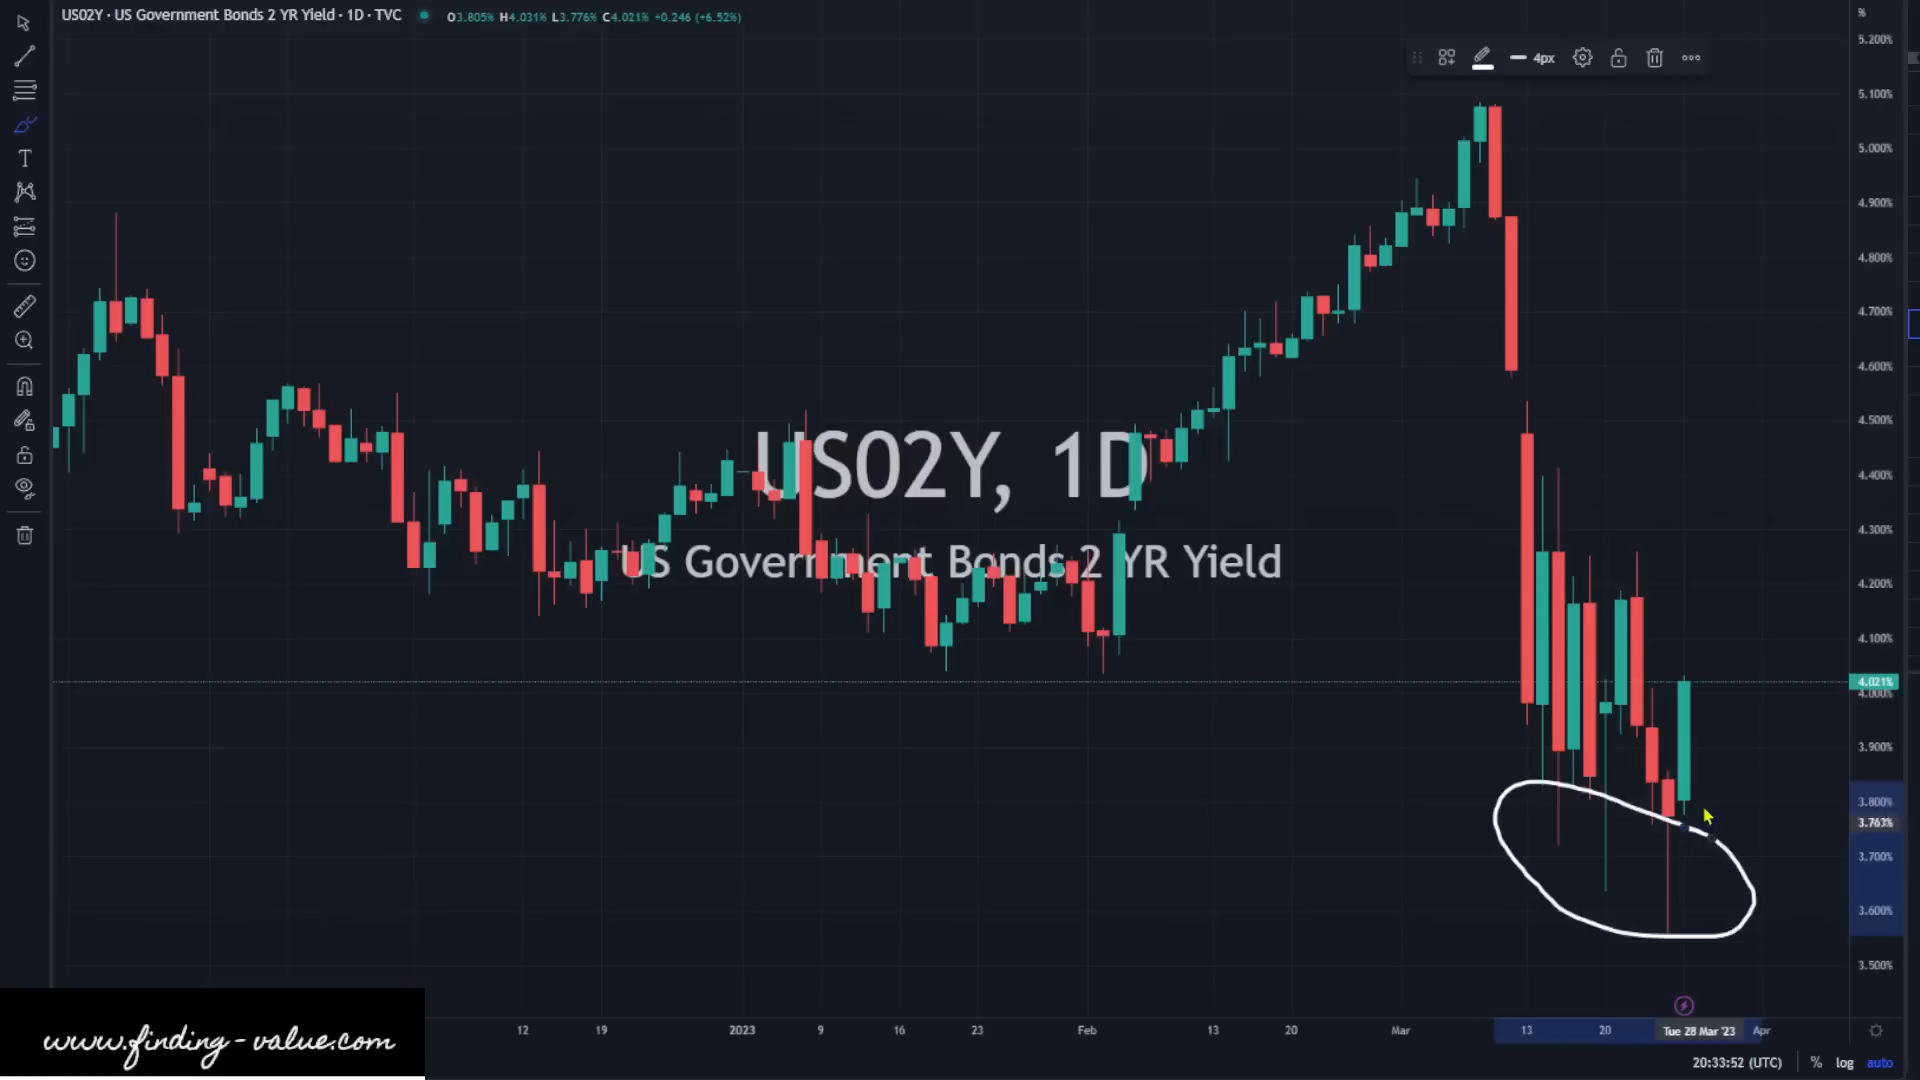 US02Y · US Government Bonds 2 YR Yield · 1D · TVC
O3.805% H4.031% L3.776% C4.021% +0.246 (+6.52%)
%
4px
5.200%
5.100%
5.000%
4.900%
4.800%
4.700%
4.600%
4.500%
4.400%
4.300%
4.200%
4.100%
4.021%
4.000%
3.900%
3.800%
3.763%
3.700%
3.600%
3.500%
US02Y, 1D
US Government Bonds 2 YR Yield
12 19 2023 9 16 23 Feb 13 20 Mar 13 20 Tue 28 Mar '23 Apr
www.finding-value.com
20:33:52 (UTC) % log auto